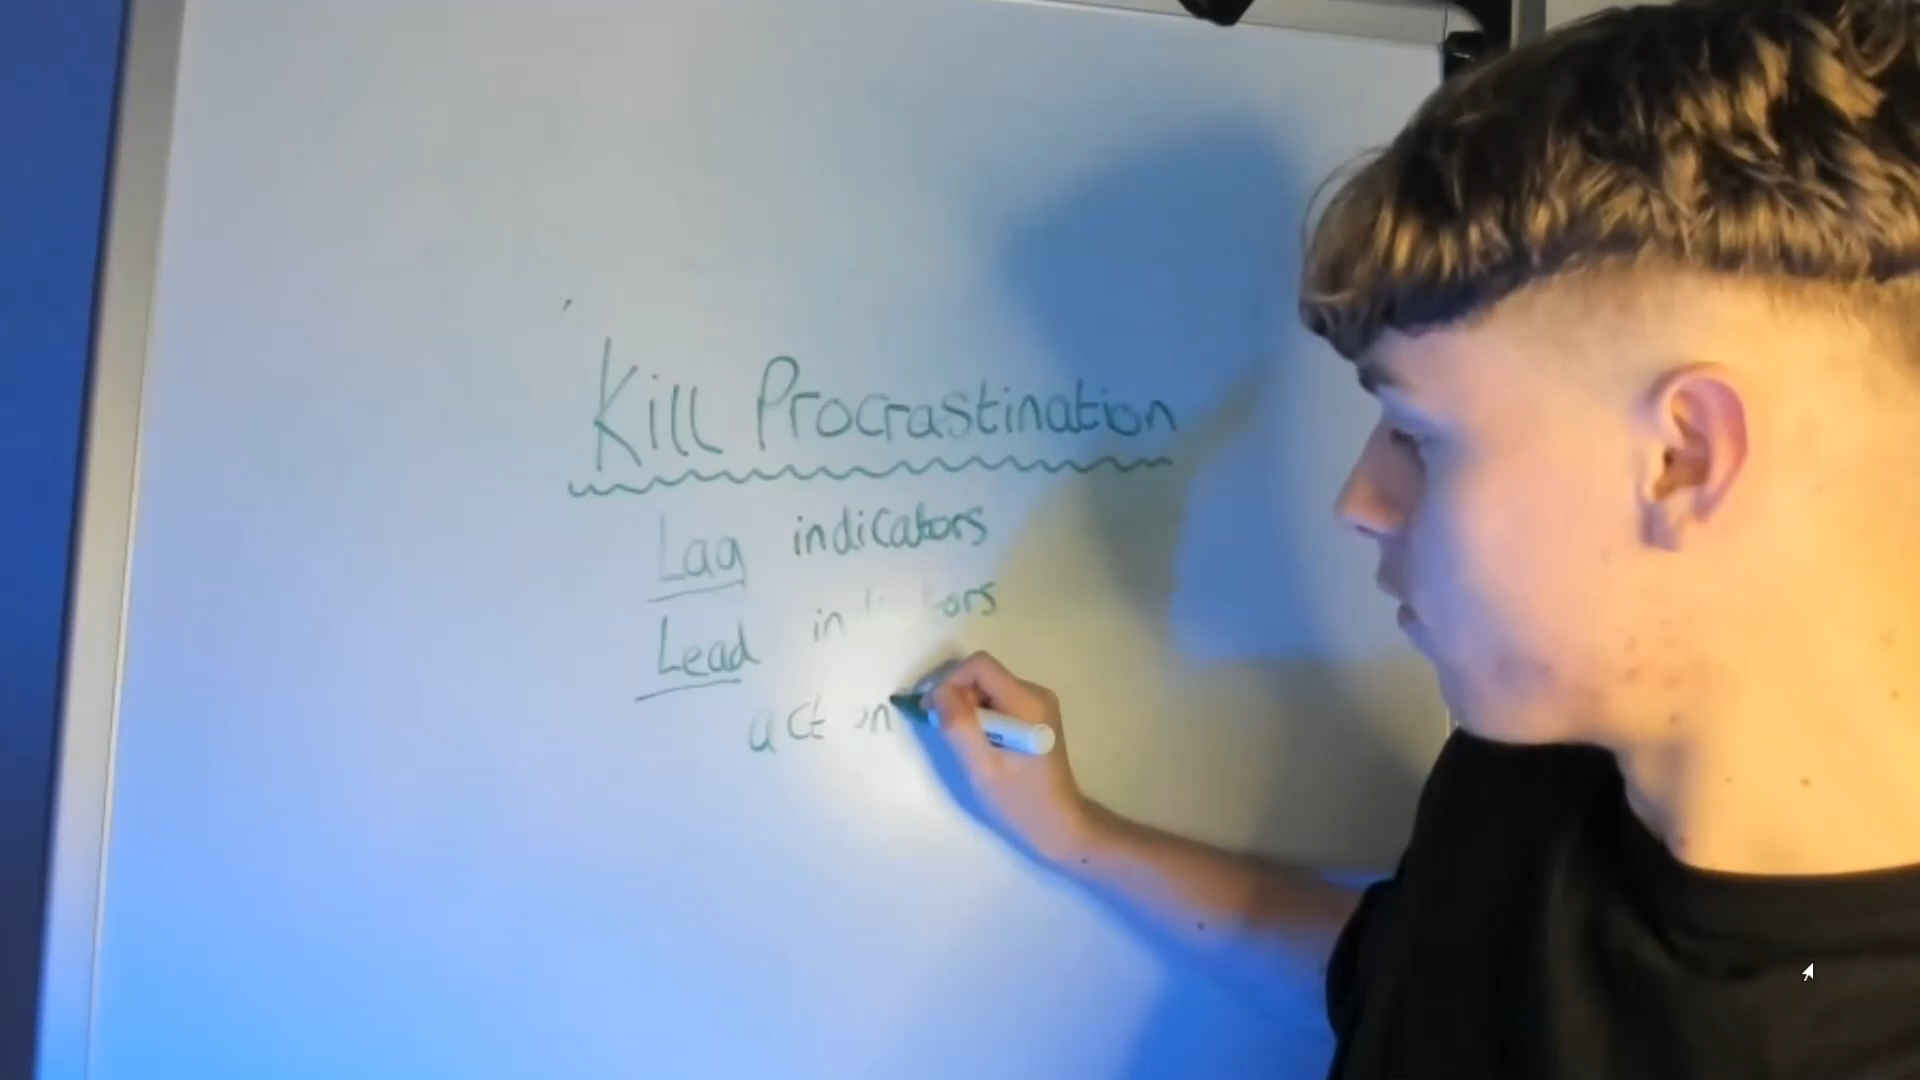 Kill Procrastination
Lag indicators
Lead indicators
action